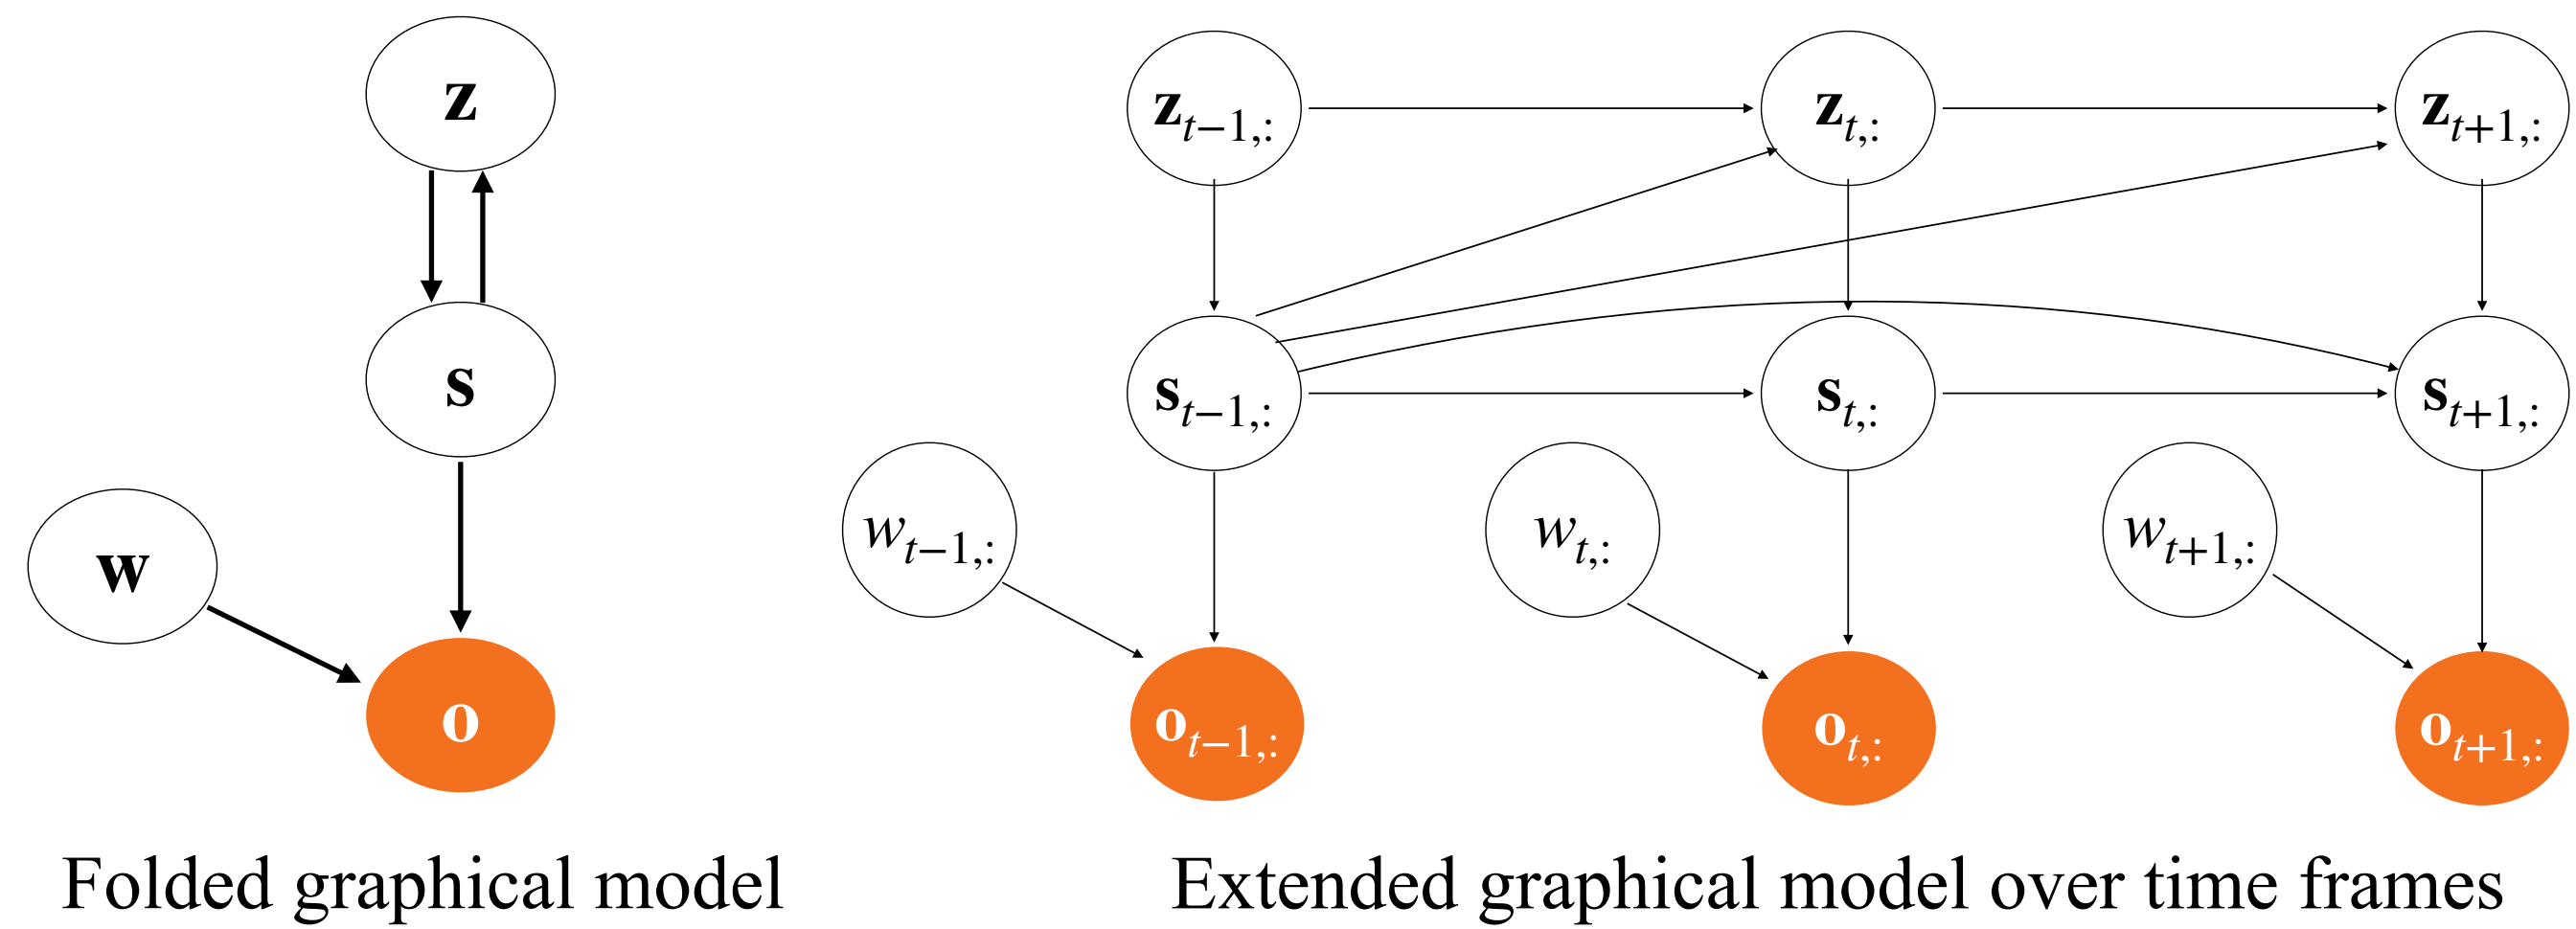 z
s
w
o
Folded graphical model
z_{t−1,:}
z_{t,:}
z_{t+1,:}
s_{t−1,:}
s_{t,:}
s_{t+1,:}
w_{t−1,:}
w_{t,:}
w_{t+1,:}
o_{t−1,:}
o_{t,:}
o_{t+1,:}
Extended graphical model over time frames